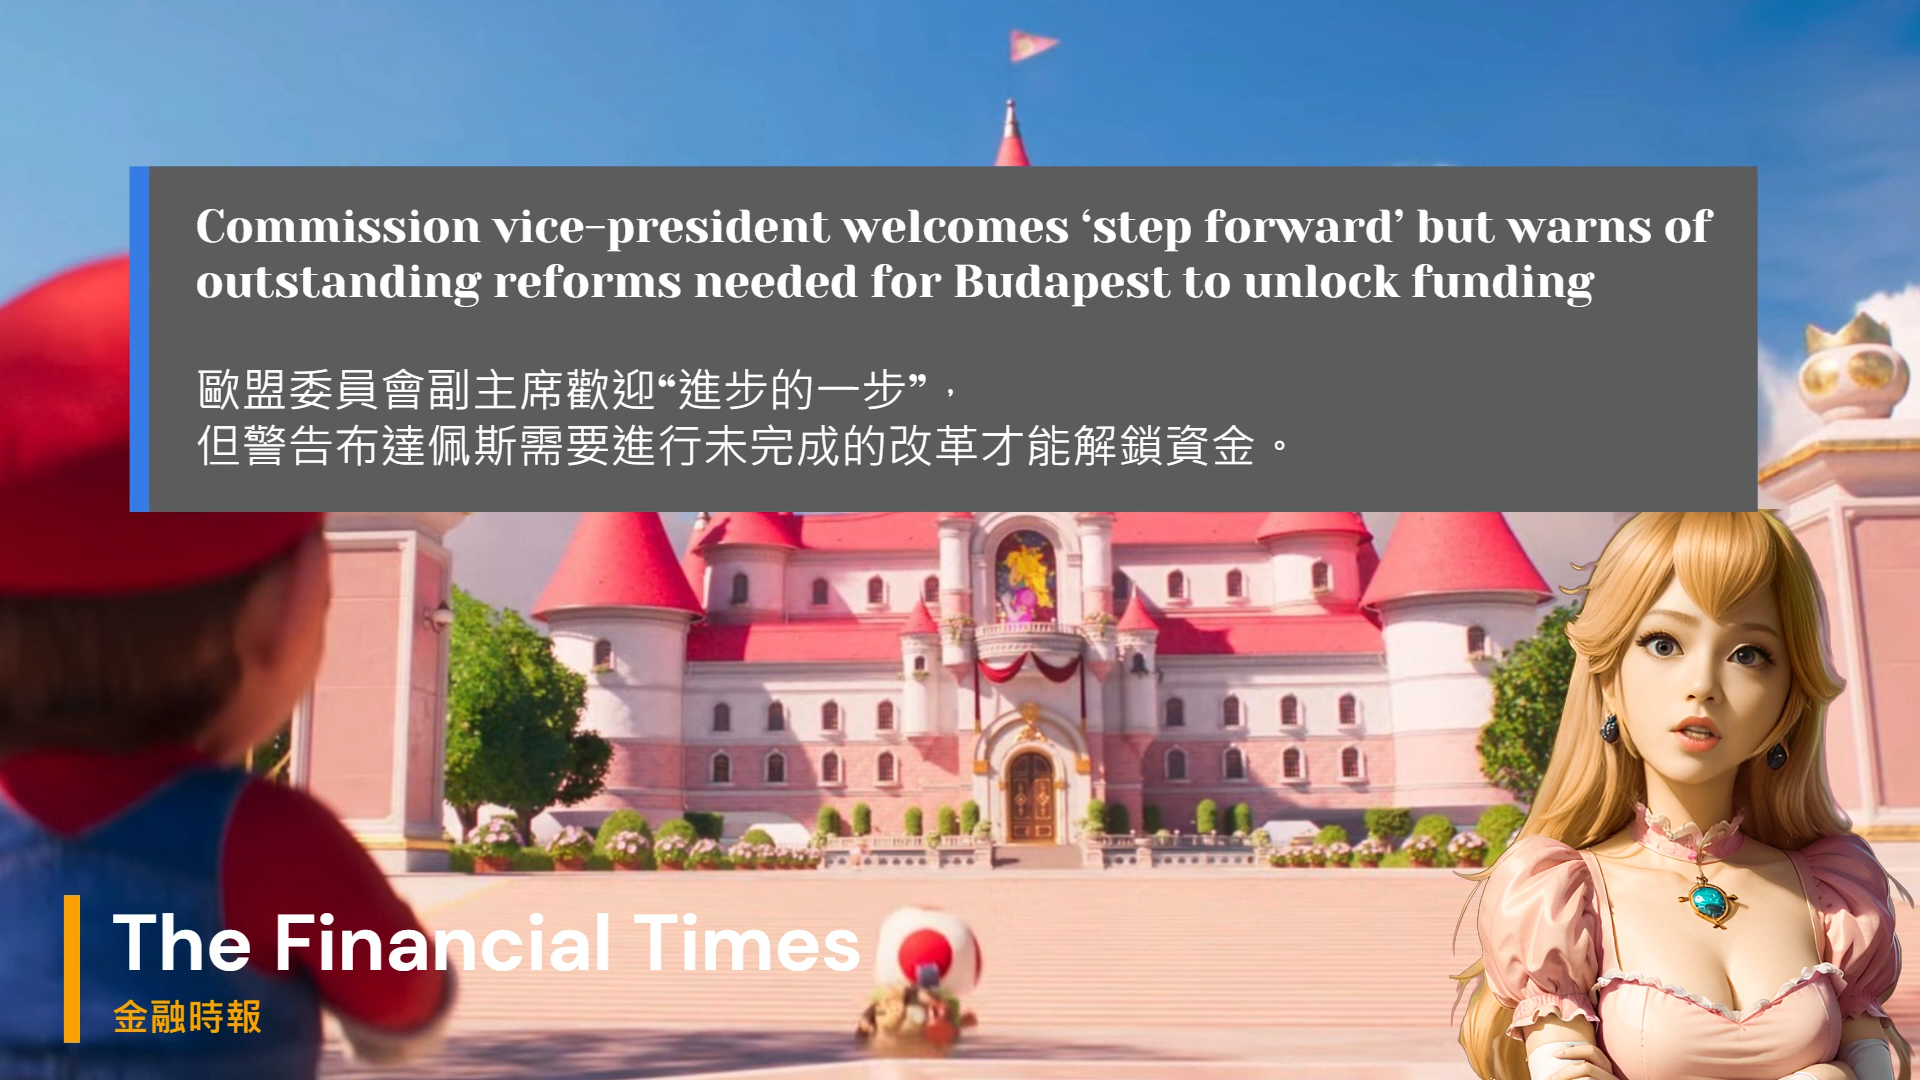 Commission vice-president welcomes ‘step forward’ but warns of
outstanding reforms needed for Budapest to unlock funding
歐盟委員會副主席歡迎“進步的一步”，
但警告布達佩斯需要進行未完成的改革才能解鎖資金。
The Financial Times
金融時報